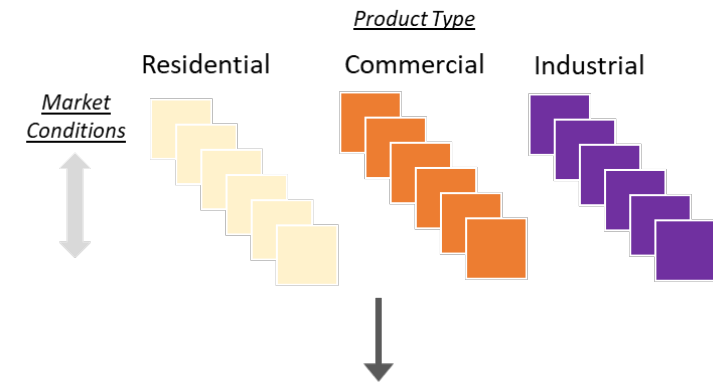 Product Type
Residential
Commercial
Industrial
Market
Conditions